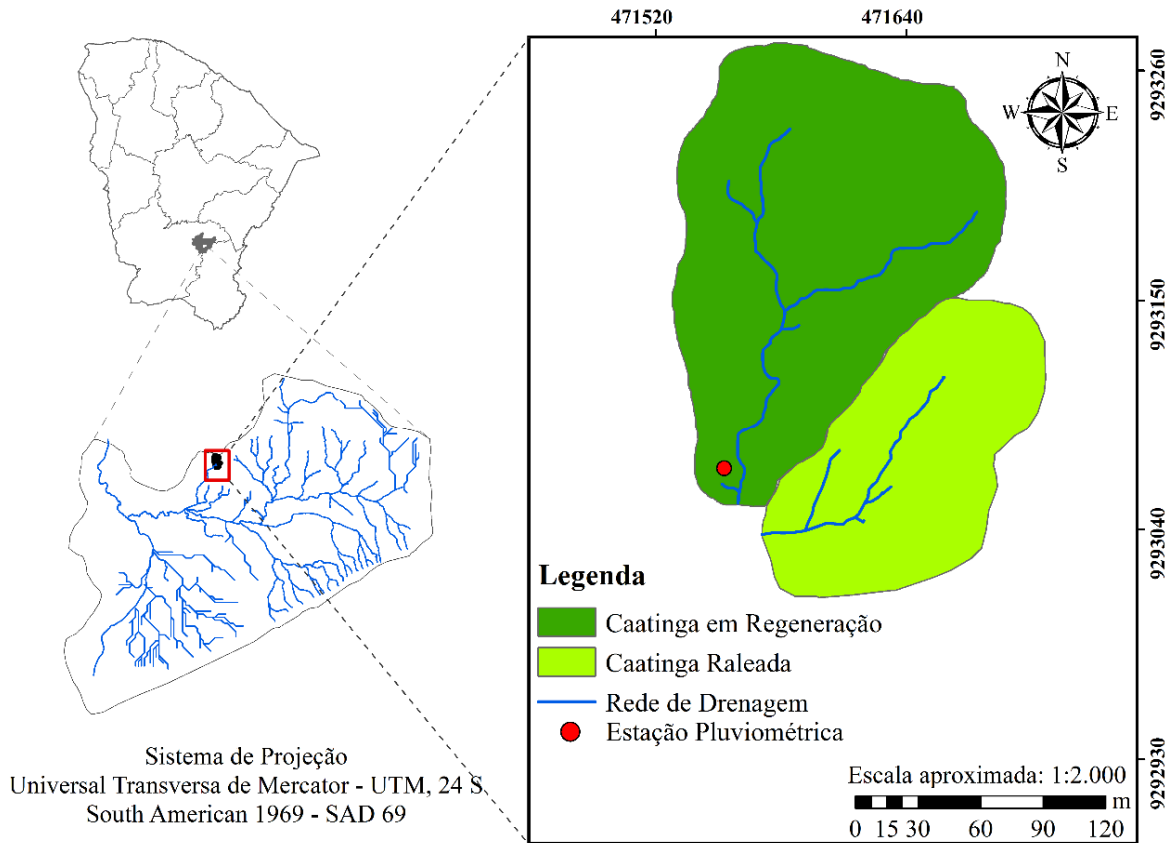 471520 471640
N
W E
S
9293260
9293150
9293040
9292930
Legenda
Caatinga em Regeneração
Caatinga Raleada
Rede de Drenagem
Estação Pluviométrica
Escala aproximada: 1:2.000
m
0 15 30 60 90 120
Sistema de Projeção
Universal Transversa de Mercator - UTM, 24 S
South American 1969 - SAD 69